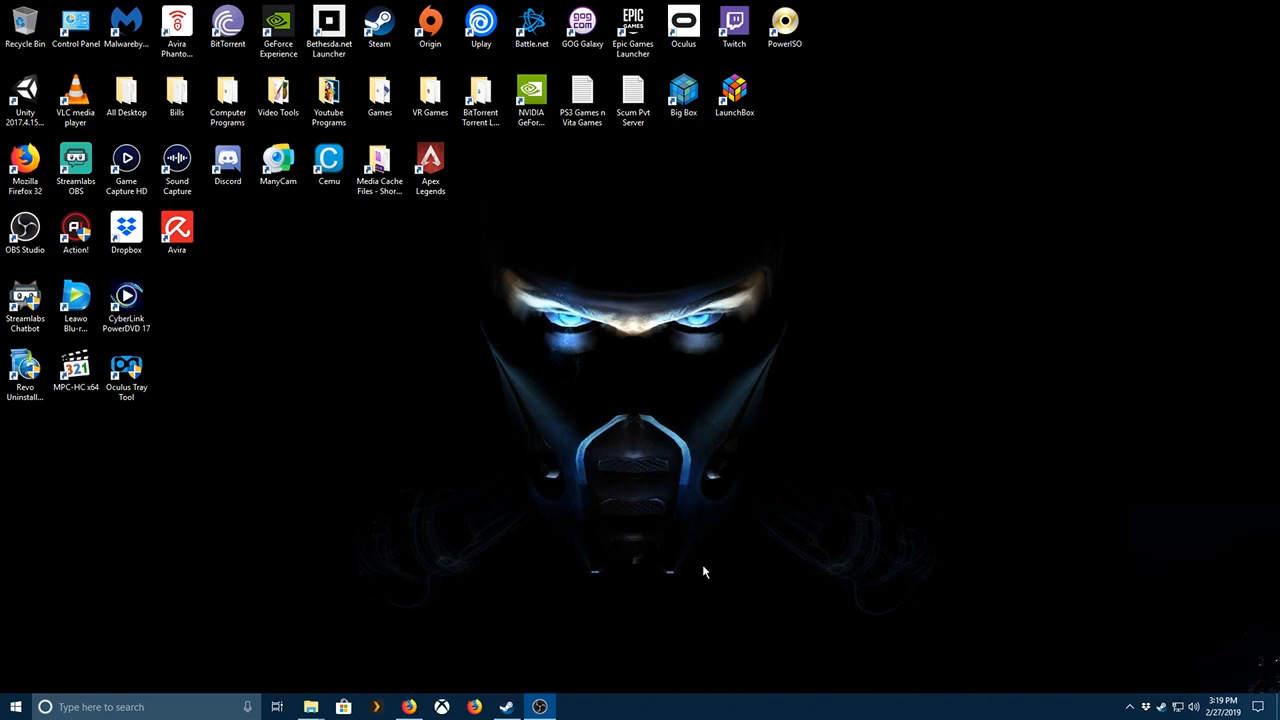 Recycle Bin
Control Panel
Malwareby...
Avira
Phanto...
BitTorrent
GeForce
Experience
Bethesda.net
Launcher
Steam
Origin
Uplay
Battle.net
GOG Galaxy
Epic Games
Launcher
Oculus
Twitch
PowerISO
gog
com
EPIC
GAMES
Unity
2017.4.15...
VLC media
player
All Desktop
Bills
Computer
Programs
Video Tools
Youtube
Programs
Games
VR Games
BitTorrent
Torrent L...
NVIDIA
GeFor...
PS3 Games n
Vita Games
Scum Pvt
Server
Big Box
LaunchBox
Mozilla
Firefox 32
Streamlabs
OBS
Game
Capture HD
Sound
Capture
Discord
ManyCam
Cemu
Media Cache
Files - Shor...
Apex
Legends
OBS Studio
Action!
Dropbox
Avira
Streamlabs
Chatbot
Leawo
Blu-r...
CyberLink
PowerDVD 17
321
Revo
Uninstall...
MPC-HC x64
Oculus Tray
Tool
Type here to search
3:19 PM
2/27/2019